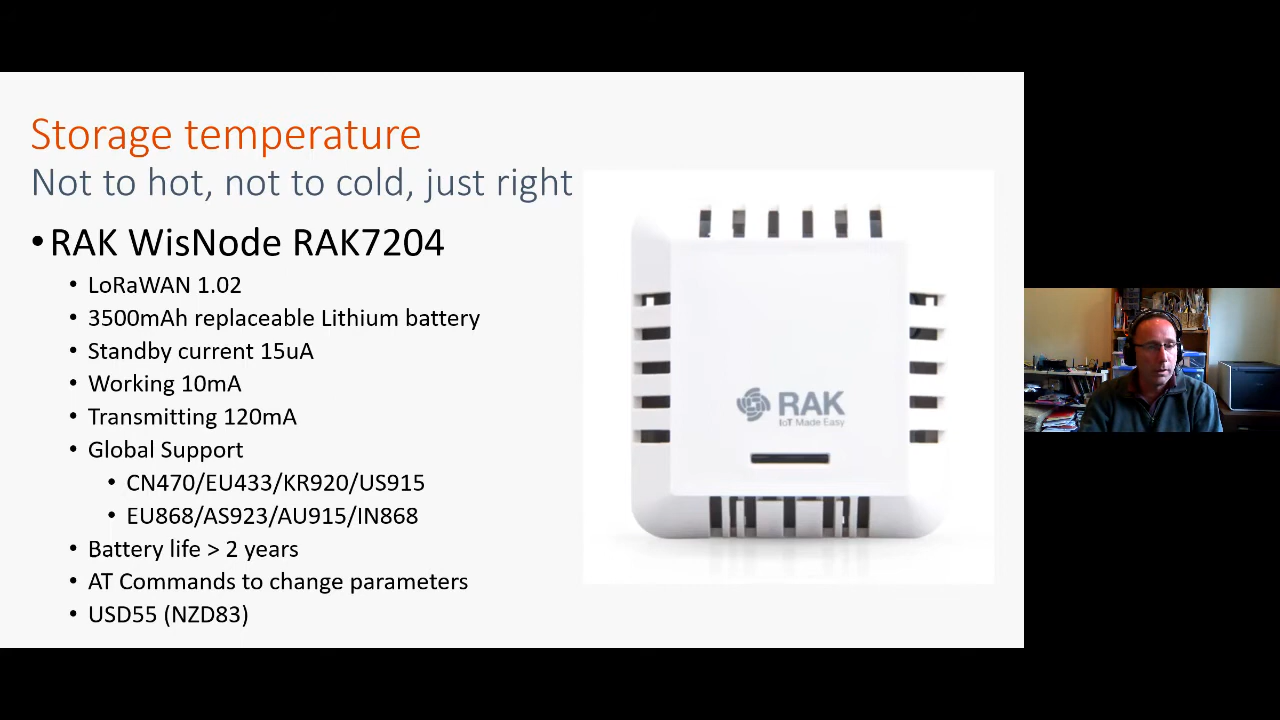 Storage temperature
Not to hot, not to cold, just right
• RAK WisNode RAK7204
• LoRaWAN 1.02
• 3500mAh replaceable Lithium battery
• Standby current 15uA
• Working 10mA
• Transmitting 120mA
• Global Support
• CN470/EU433/KR920/US915
• EU868/AS923/AU915/IN868
• Battery life > 2 years
• AT Commands to change parameters
• USD55 (NZD83)
RAK
IoT Made Easy